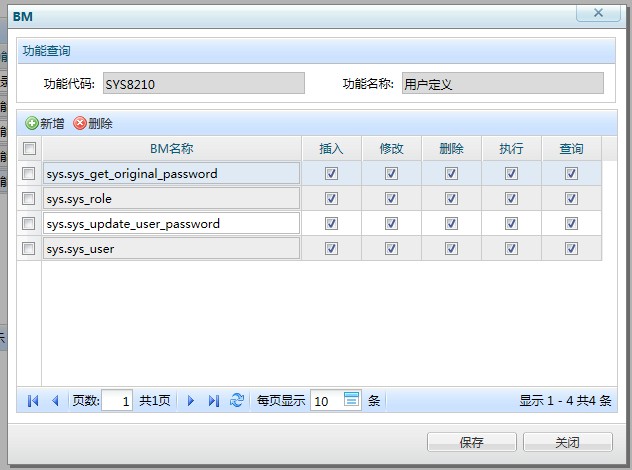 BM
功能查询
功能代码: SYS8210 功能名称: 用户定义
新增 删除
BM名称 插入 修改 删除 执行 查询
sys.sys_get_original_password
sys.sys_role
sys.sys_update_user_password
sys.sys_user
页数: 1 共1页 每页显示 10 条 显示 1 - 4 共4 条
保存 关闭